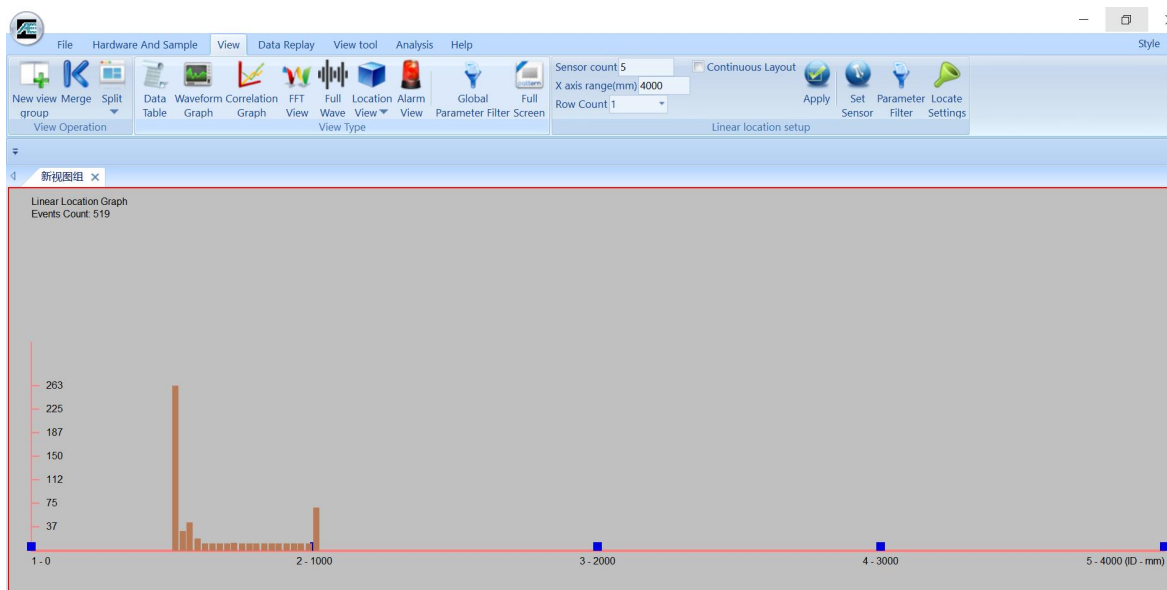 File Hardware And Sample View Data Replay View tool Analysis Help Style
New view group
Merge
Split
View Operation
Data Table
Waveform Graph
Correlation Graph
FFT View
Full Wave
Location View
Alarm View
Global Parameter Filter
Full Screen
View Type
Sensor count 5
X axis range(mm) 4000
Row Count 1
Continuous Layout
Apply
Set Sensor
Parameter Filter
Locate Settings
Linear location setup
新视图组
Linear Location Graph
Events Count: 519
263
225
187
150
112
75
37
1 - 0 2 - 1000 3 - 2000 4 - 3000 5 - 4000 (ID - mm)